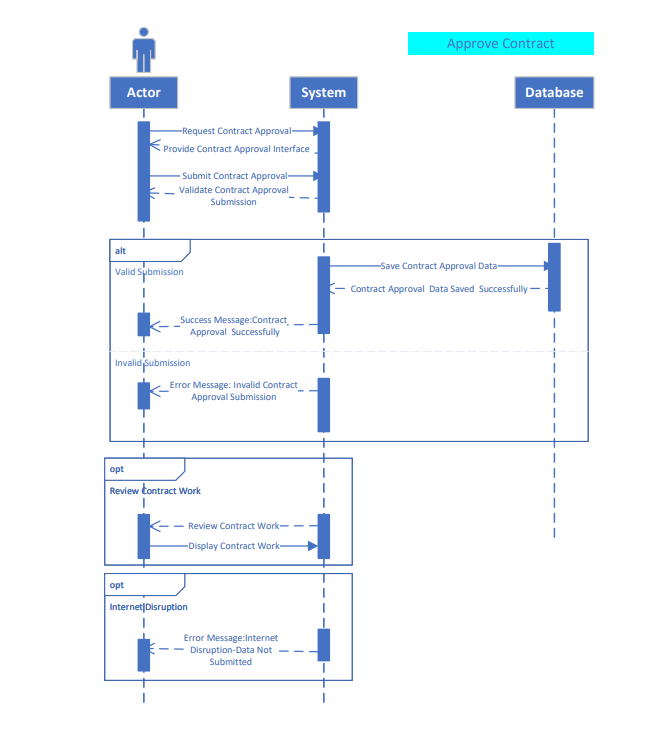 Approve Contract
Actor
System
Database
Request Contract Approval
Provide Contract Approval Interface
Submit Contract Approval
Validate Contract Approval
Submission
alt
Valid Submission
Save Contract Approval Data
Contract Approval Data Saved Successfully
Success Message:Contract
Approval Successfully
Invalid Submission
Error Message: Invalid Contract
Approval Submission
opt
Review Contract Work
Review Contract Work
Display Contract Work
opt
Internet Disruption
Error Message:Internet
Disruption-Data Not
Submitted